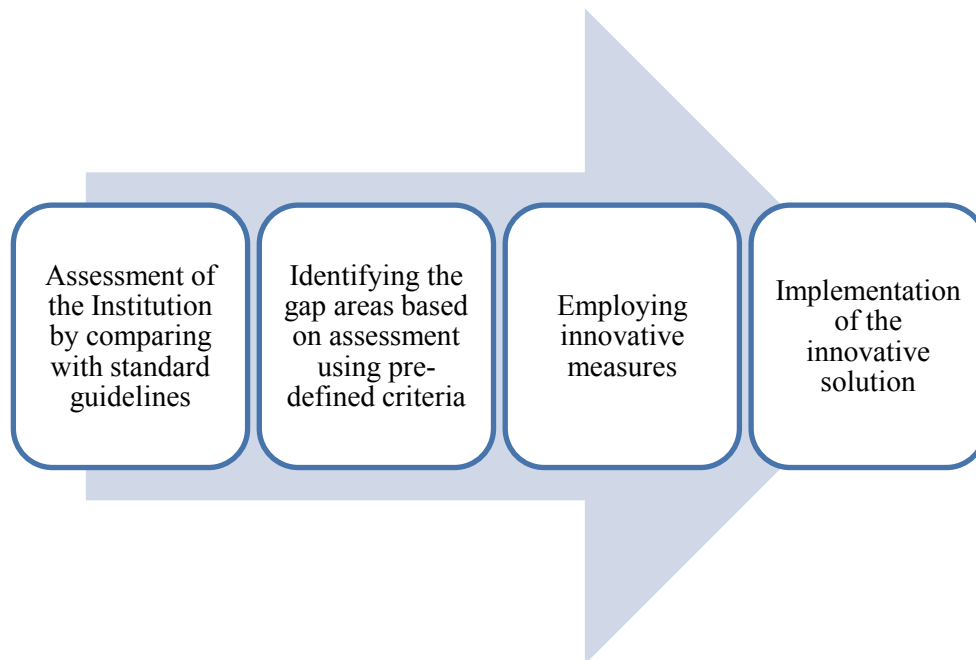 Assessment of
the Institution
by comparing
with standard
guidelines
Identifying the
gap areas based
on assessment
using pre-
defined criteria
Employing
innovative
measures
Implementation
of the
innovative
solution